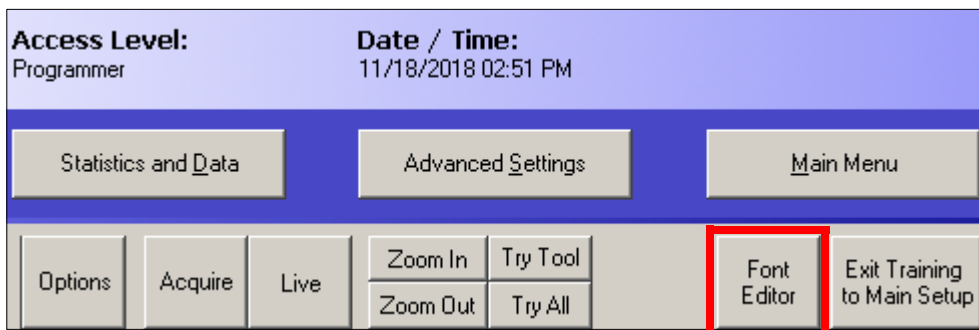 Access Level: Date / Time:
Programmer 11/18/2018 02:51 PM
Statistics and Data Advanced Settings Main Menu
Options Acquire Live Zoom In Try Tool Font Editor Exit Training to Main Setup
Zoom Out Try All